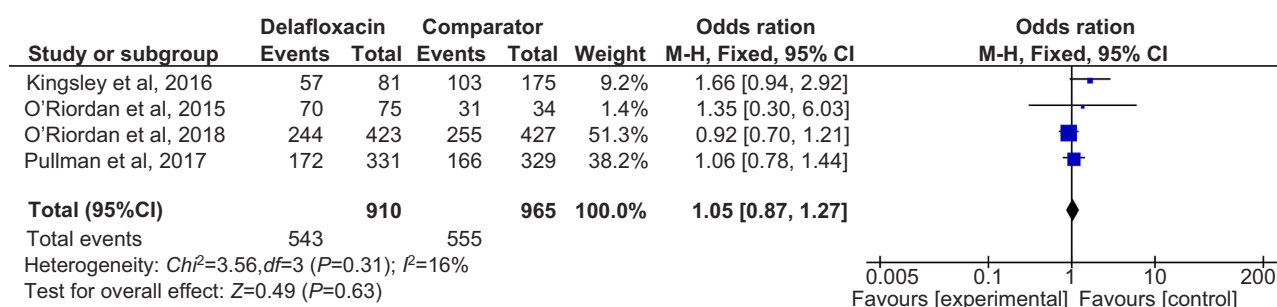 Delafloxacin Comparator Odds ration Odds ration
Study or subgroup Events Total Events Total Weight M-H, Fixed, 95% CI M-H, Fixed, 95% CI
Kingsley et al, 2016 57 81 103 175 9.2% 1.66 [0.94, 2.92]
O’Riordan et al, 2015 70 75 31 34 1.4% 1.35 [0.30, 6.03]
O’Riordan et al, 2018 244 423 255 427 51.3% 0.92 [0.70, 1.21]
Pullman et al, 2017 172 331 166 329 38.2% 1.06 [0.78, 1.44]
Total (95%CI) 910 965 100.0% 1.05 [0.87, 1.27]
Total events 543 555
Heterogeneity: Chi²=3.56,df=3 (P=0.31); I²=16%
Test for overall effect: Z=0.49 (P=0.63)
0.005 0.1 1 10 200
Favours [experimental] Favours [control]